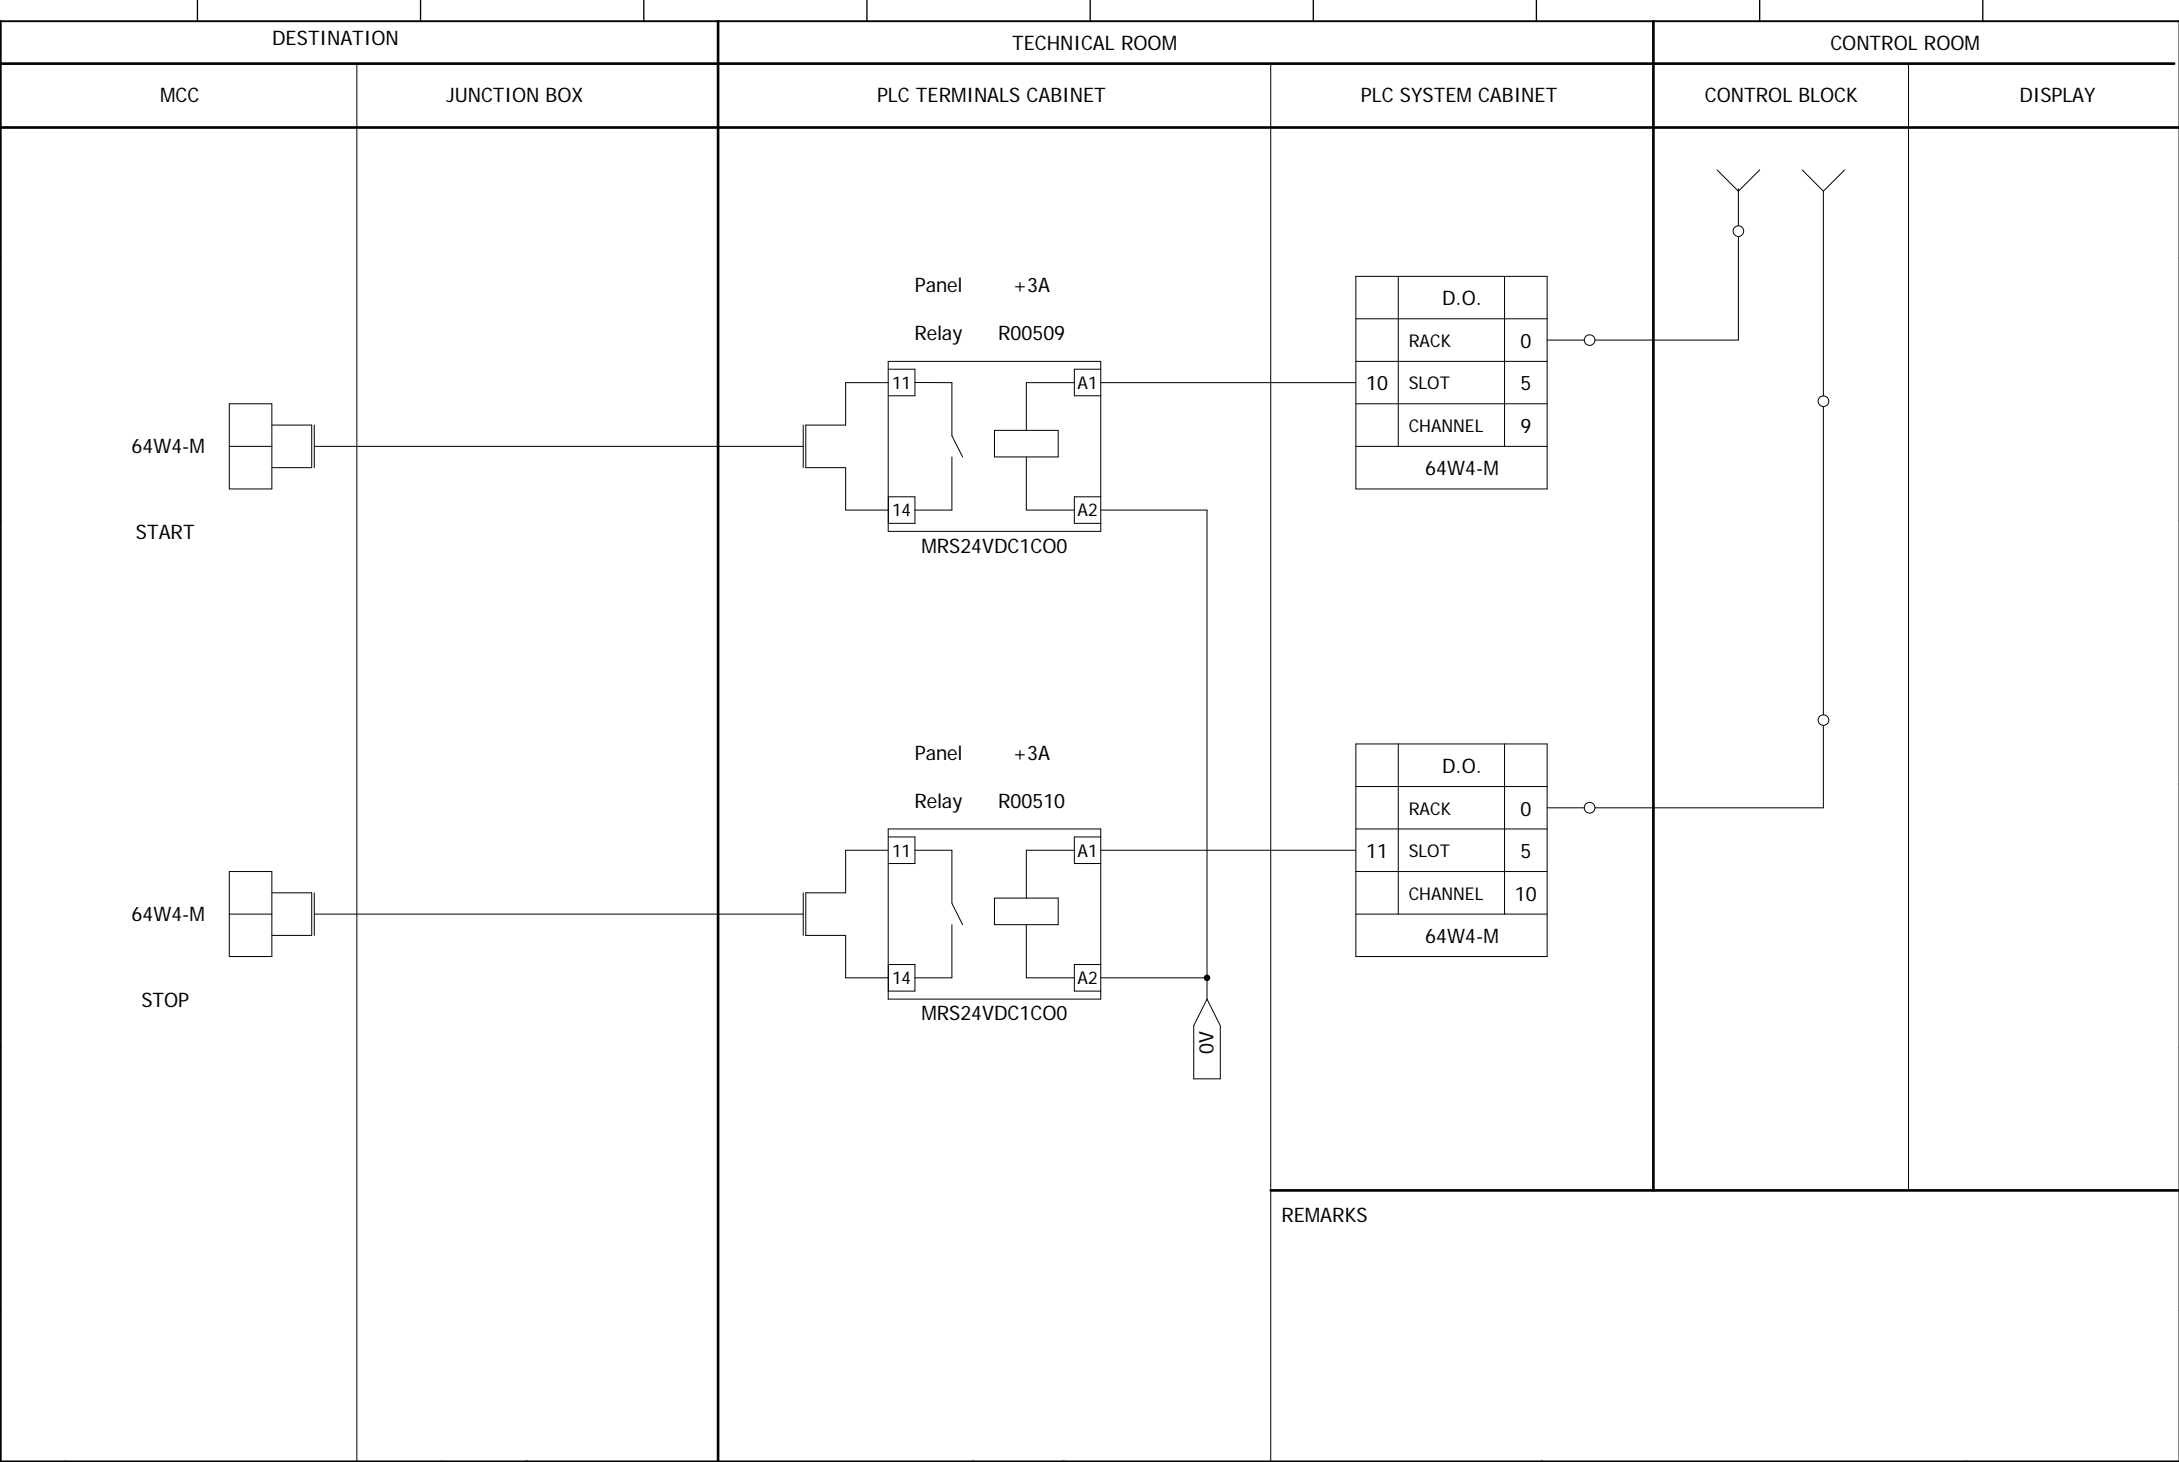 DESTINATION
TECHNICAL ROOM
CONTROL ROOM
MCC
JUNCTION BOX
PLC TERMINALS CABINET
PLC SYSTEM CABINET
CONTROL BLOCK
DISPLAY
Panel +3A
Relay R00509
11
A1
14
A2
MRS24VDC1CO0
64W4-M
START
D.O.
RACK 0
10 SLOT 5
CHANNEL 9
64W4-M
Panel +3A
Relay R00510
11
A1
14
A2
MRS24VDC1CO0
64W4-M
STOP
D.O.
RACK 0
11 SLOT 5
CHANNEL 10
64W4-M
0V
REMARKS